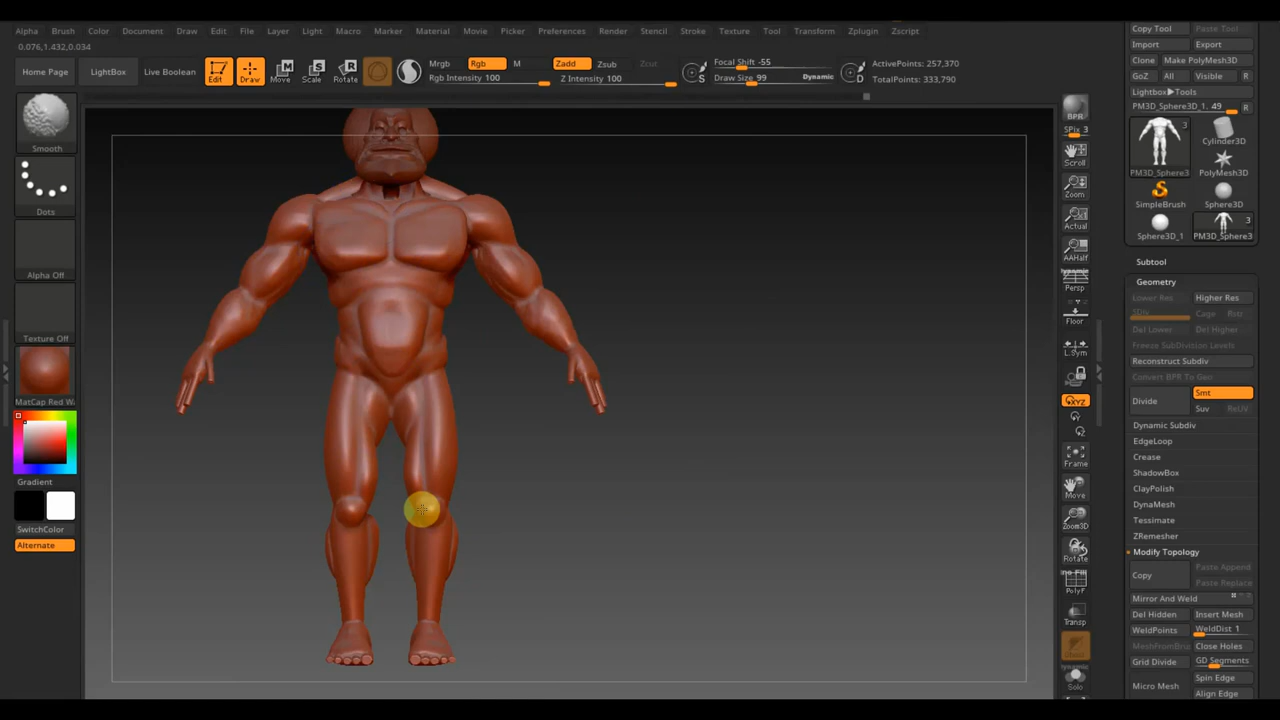 Alpha Brush Color Document Draw Edit File Layer Light Macro Marker Material Movie Picker Preferences Render Stencil Stroke Texture Tool Transform Zplugin Zscript
0.076,1.432,0.034
Home Page LightBox Live Boolean Edit Draw Move Scale Rotate
Mrgb Rgb M Zadd Zsub Zcut
Rgb Intensity 100 Z Intensity 100
Focal Shift -55
Draw Size 99 Dynamic
S D
ActivePoints: 257,370
TotalPoints: 333,790
Smooth
Dots
Alpha Off
Texture Off
MatCap Red Wa
Gradient
SwitchColor
Alternate
BPR
SPix 3
Scroll
Zoom
Actual
AAHalf
Dynamic
Persp
Floor
L.Sym
XYZ
Y
Z
Frame
Move
Zoom3D
Rotate
PolyF
Transp
Dynamic
Solo
Copy Tool Paste Tool
Import Export
Clone Make PolyMesh3D
GoZ All Visible R
Lightbox▶Tools
PM3D_Sphere3D_1. 49 R
3
Cylinder3D
PM3D_Sphere3 PolyMesh3D
SimpleBrush Sphere3D
3
Sphere3D_1 PM3D_Sphere3
Subtool
Geometry
Lower Res Higher Res
SDiv Cage Rstr
Del Lower Del Higher
Freeze SubDivision Levels
Reconstruct Subdiv
Convert BPR To Geo
Divide Smt
Suv ReUV
Dynamic Subdiv
EdgeLoop
Crease
ShadowBox
ClayPolish
DynaMesh
Tessimate
ZRemesher
Modify Topology
Copy Paste Append
Paste Replace
Mirror And Weld
Del Hidden Insert Mesh
WeldPoints WeldDist 1
MeshFromBru Close Holes
Grid Divide GD Segments
Micro Mesh Spin Edge
Align Edge